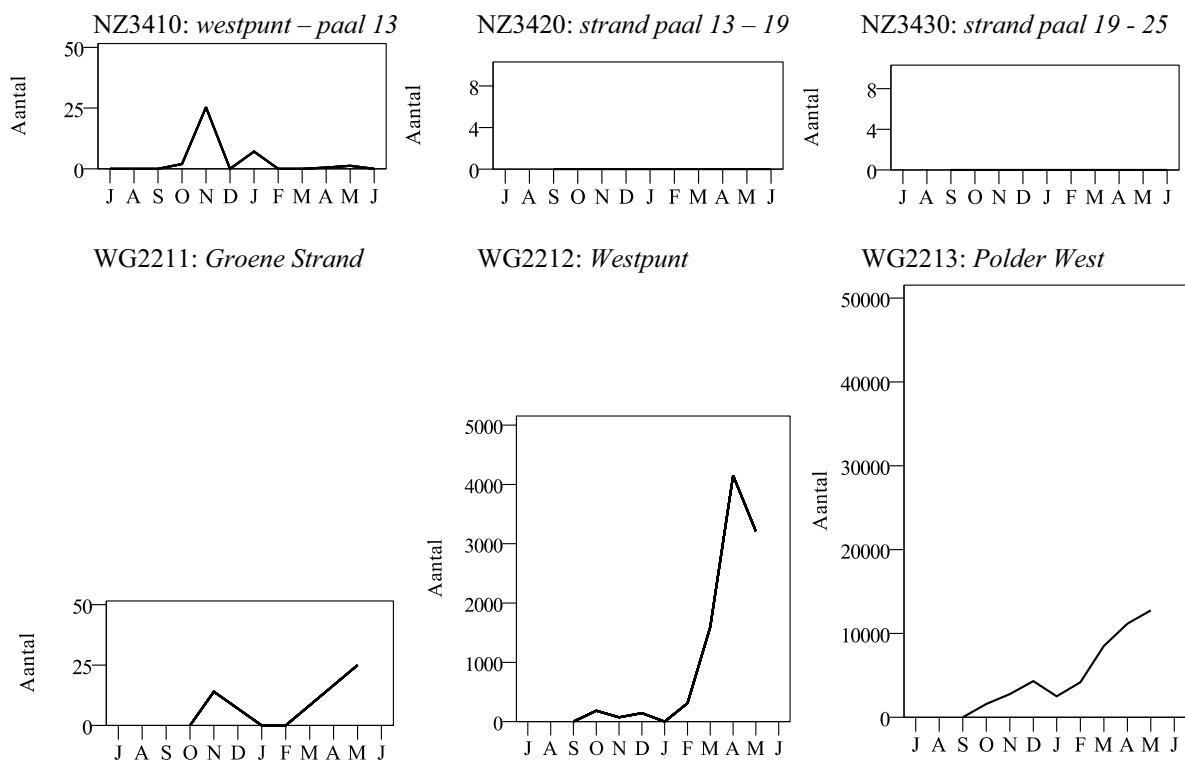 NZ3410: westpunt – paal 13
50
25
0
Aantal
J A S O N D J F M A M J
NZ3420: strand paal 13 – 19
8
4
0
Aantal
J A S O N D J F M A M J
NZ3430: strand paal 19 - 25
8
4
0
Aantal
J A S O N D J F M A M J
WG2211: Groene Strand
50
25
0
Aantal
J A S O N D J F M A M J
WG2212: Westpunt
5000
4000
3000
2000
1000
0
Aantal
J A S O N D J F M A M J
WG2213: Polder West
50000
40000
30000
20000
10000
0
Aantal
J A S O N D J F M A M J